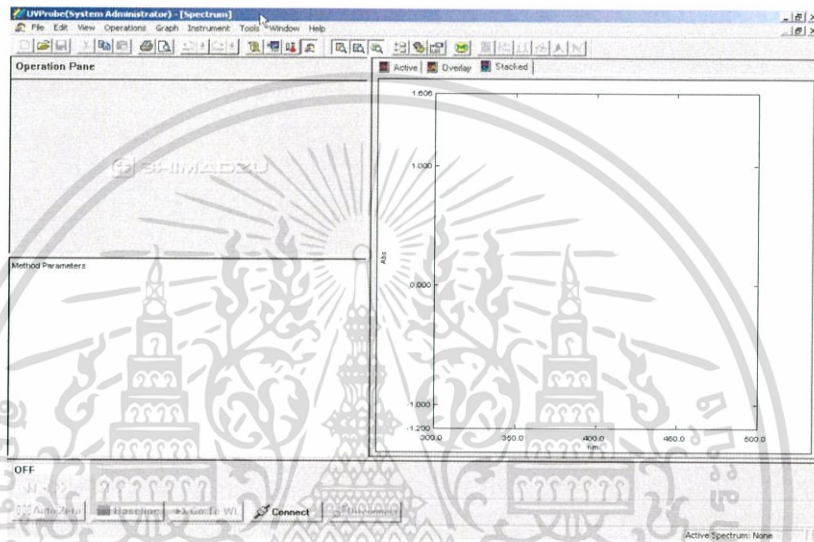 UVProbe(System Administrator) - [Spectrum]
File Edit View Operations Graph Instrument Tools Window Help
Operation Pane
Active Overlay Stacked
SHIMADZU
1.606
1.000
Abs.
0.000
-1.000
-1.200
300.0 350.0 400.0 450.0 500.0
nm.
Method Parameters
OFF
Auto Zero Baseline Go To WL Connect Disconnect
Active Spectrum: None